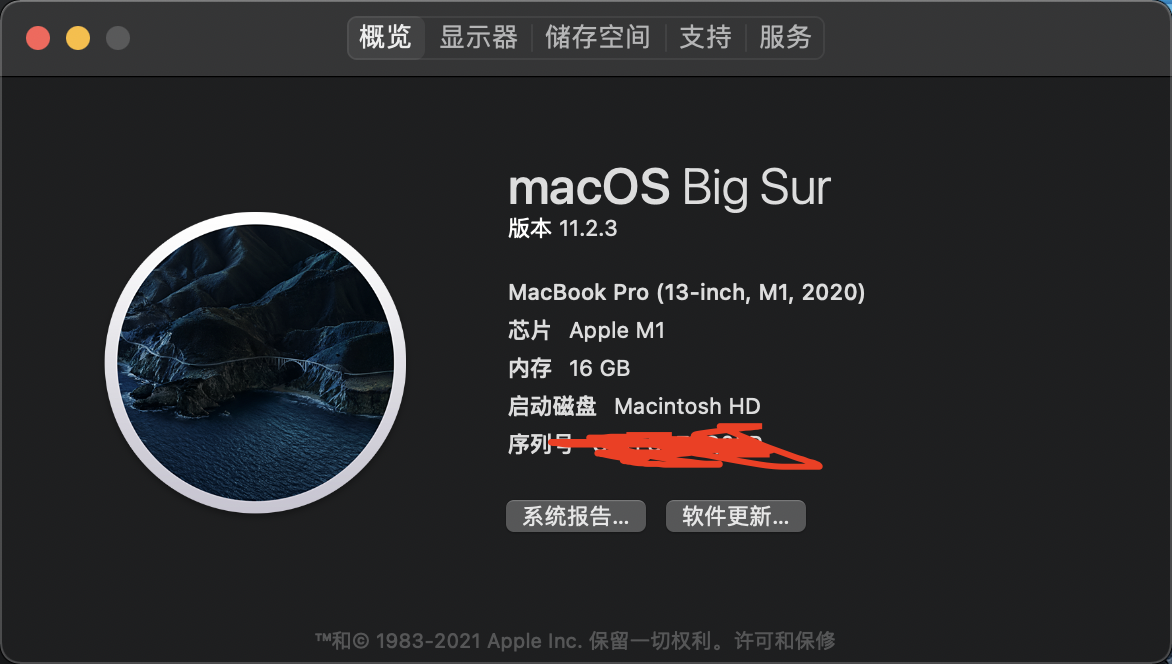 概览 显示器 储存空间 支持 服务
macOS Big Sur
版本 11.2.3
MacBook Pro (13-inch, M1, 2020)
芯片 Apple M1
内存 16 GB
启动磁盘 Macintosh HD
序列号
系统报告... 软件更新...
™和© 1983-2021 Apple Inc. 保留一切权利。许可和保修